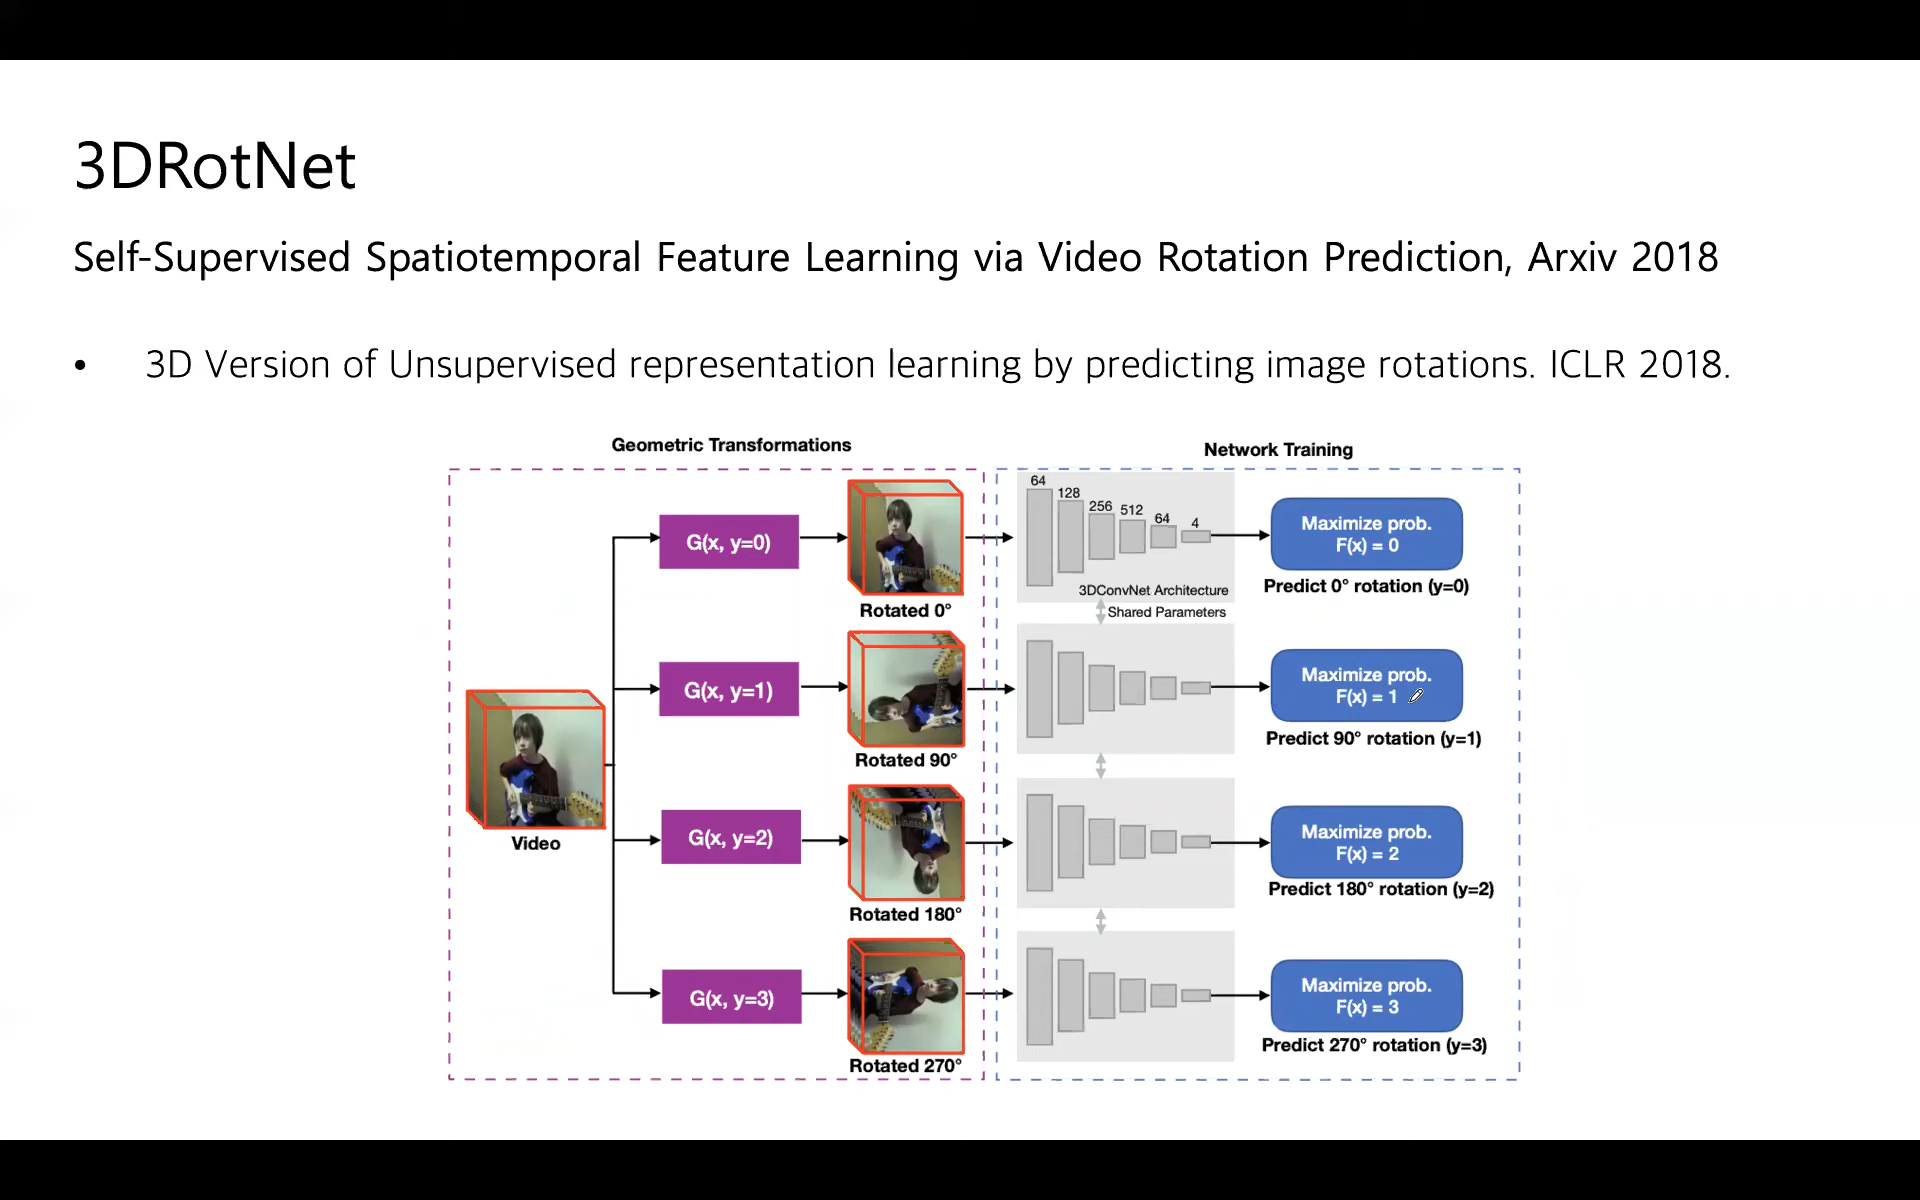 3DRotNet
Self-Supervised Spatiotemporal Feature Learning via Video Rotation Prediction, Arxiv 2018
• 3D Version of Unsupervised representation learning by predicting image rotations. ICLR 2018.
Geometric Transformations
Video
G(x, y=0)
Rotated 0°
G(x, y=1)
Rotated 90°
G(x, y=2)
Rotated 180°
G(x, y=3)
Rotated 270°
Network Training
64
128
256
512
64
4
3DConvNet Architecture
Shared Parameters
Maximize prob.
F(x) = 0
Predict 0° rotation (y=0)
Maximize prob.
F(x) = 1
Predict 90° rotation (y=1)
Maximize prob.
F(x) = 2
Predict 180° rotation (y=2)
Maximize prob.
F(x) = 3
Predict 270° rotation (y=3)